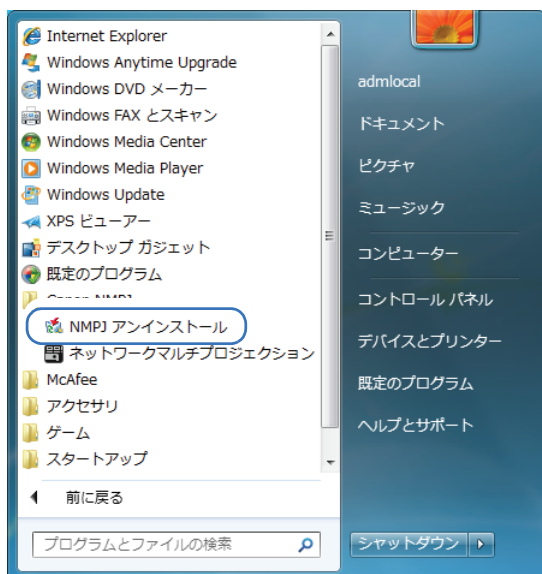 Internet Explorer
Windows Anytime Upgrade
Windows DVD メーカー
Windows FAX とスキャン
Windows Media Center
Windows Media Player
Windows Update
XPS ビューアー
デスクトップ ガジェット
既定のプログラム
Canon NMPJ
NMPJ アンインストール
ネットワークマルチプロジェクション
McAfee
アクセサリ
ゲーム
スタートアップ
前に戻る
プログラムとファイルの検索
admlocal
ドキュメント
ピクチャ
ミュージック
コンピューター
コントロール パネル
デバイスとプリンター
既定のプログラム
ヘルプとサポート
シャットダウン